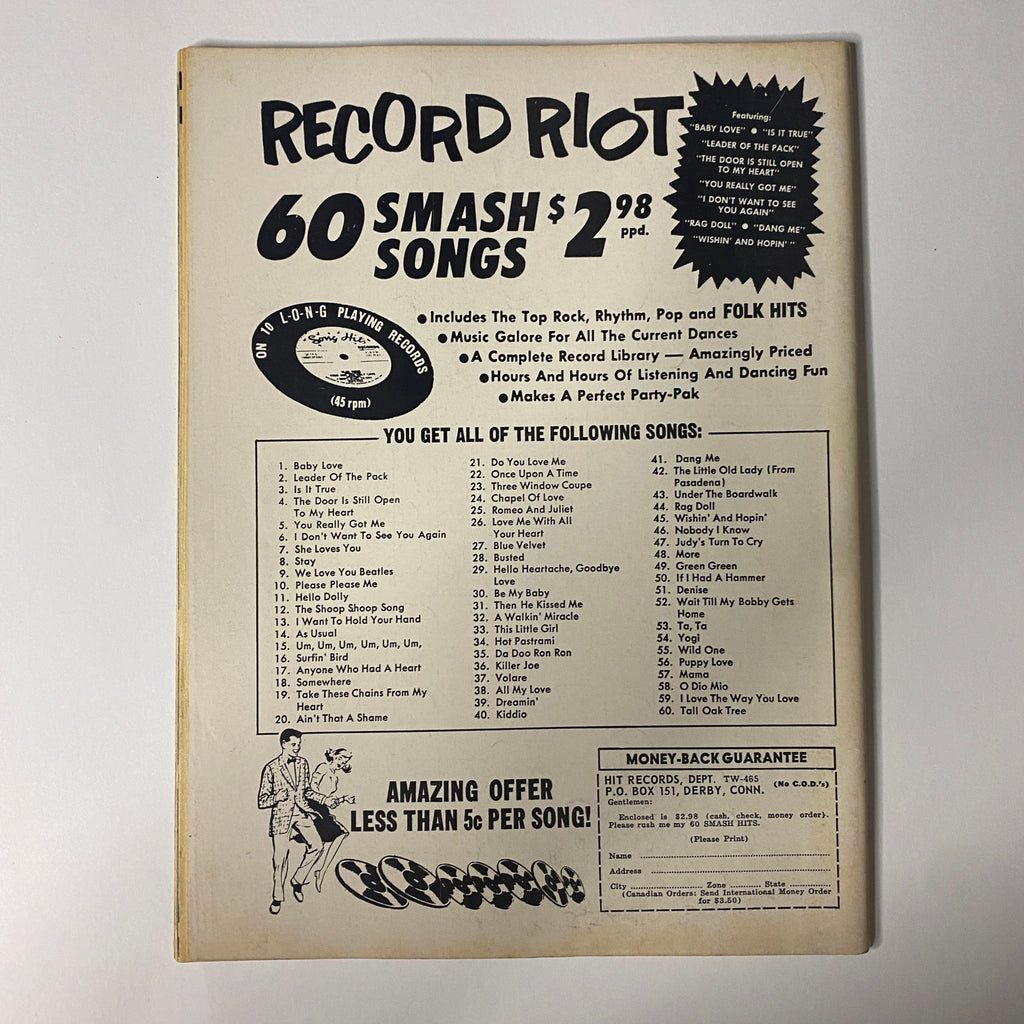 RECORD RIOT
60 SMASH SONGS $2.98 ppd.
Featuring:
"BABY LOVE" ● "IS IT TRUE"
"LEADER OF THE PACK"
"THE DOOR IS STILL OPEN
TO MY HEART"
"YOU REALLY GOT ME"
"I DON'T WANT TO SEE
YOU AGAIN"
"RAG DOLL" ● "DANG ME"
"WISHIN' AND HOPIN' "
ON 10 L-O-N-G PLAYING RECORDS
Song Hits
(45 rpm)
● Includes The Top Rock, Rhythm, Pop and FOLK HITS
● Music Galore For All The Current Dances
● A Complete Record Library — Amazingly Priced
● Hours And Hours Of Listening And Dancing Fun
● Makes A Perfect Party-Pak
YOU GET ALL OF THE FOLLOWING SONGS:
1. Baby Love
2. Leader Of The Pack
3. Is It True
4. The Door Is Still Open
To My Heart
5. You Really Got Me
6. I Don't Want To See You Again
7. She Loves You
8. Stay
9. We Love You Beatles
10. Please Please Me
11. Hello Dolly
12. The Shoop Shoop Song
13. I Want To Hold Your Hand
14. As Usual
15. Um, Um, Um, Um, Um, Um,
16. Surfin' Bird
17. Anyone Who Had A Heart
18. Somewhere
19. Take These Chains From My
Heart
20. Ain't That A Shame
21. Do You Love Me
22. Once Upon A Time
23. Three Window Coupe
24. Chapel Of Love
25. Romeo And Juliet
26. Love Me With All
Your Heart
27. Blue Velvet
28. Busted
29. Hello Heartache, Goodbye
Love
30. Be My Baby
31. Then He Kissed Me
32. A Walkin' Miracle
33. This Little Girl
34. Hot Pastrami
35. Da Doo Ron Ron
36. Killer Joe
37. Volare
38. All My Love
39. Dreamin'
40. Kiddio
41. Dang Me
42. The Little Old Lady (From
Pasadena)
43. Under The Boardwalk
44. Rag Doll
45. Wishin' And Hopin'
46. Nobody I Know
47. Judy's Turn To Cry
48. More
49. Green Green
50. If I Had A Hammer
51. Denise
52. Wait Till My Bobby Gets
Home
53. Ta, Ta
54. Yogi
55. Wild One
56. Puppy Love
57. Mama
58. O Dio Mio
59. I Love The Way You Love
60. Tall Oak Tree
AMAZING OFFER
LESS THAN 5c PER SONG!
MONEY-BACK GUARANTEE
HIT RECORDS, DEPT. TW-465 (No C.O.D.'s)
P.O. BOX 151, DERBY, CONN.
Gentlemen:
Enclosed is $2.98 (cash, check, money order).
Please rush me my 60 SMASH HITS.
(Please Print)
Name
Address
City Zone State
(Canadian Orders: Send International Money Order
for $3.50)